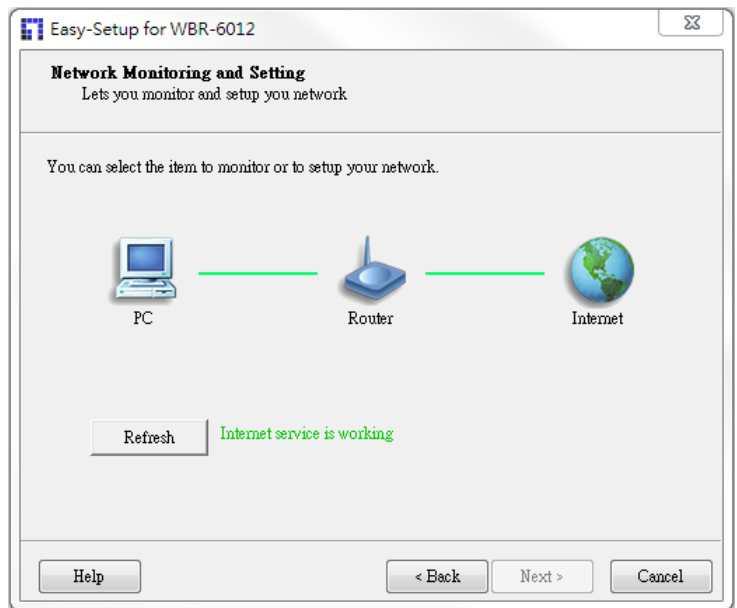 Easy-Setup for WBR-6012
Network Monitoring and Setting
Lets you monitor and setup you network
You can select the item to monitor or to setup your network.
PC
Router
Internet
Refresh
Internet service is working
Help
< Back
Next >
Cancel